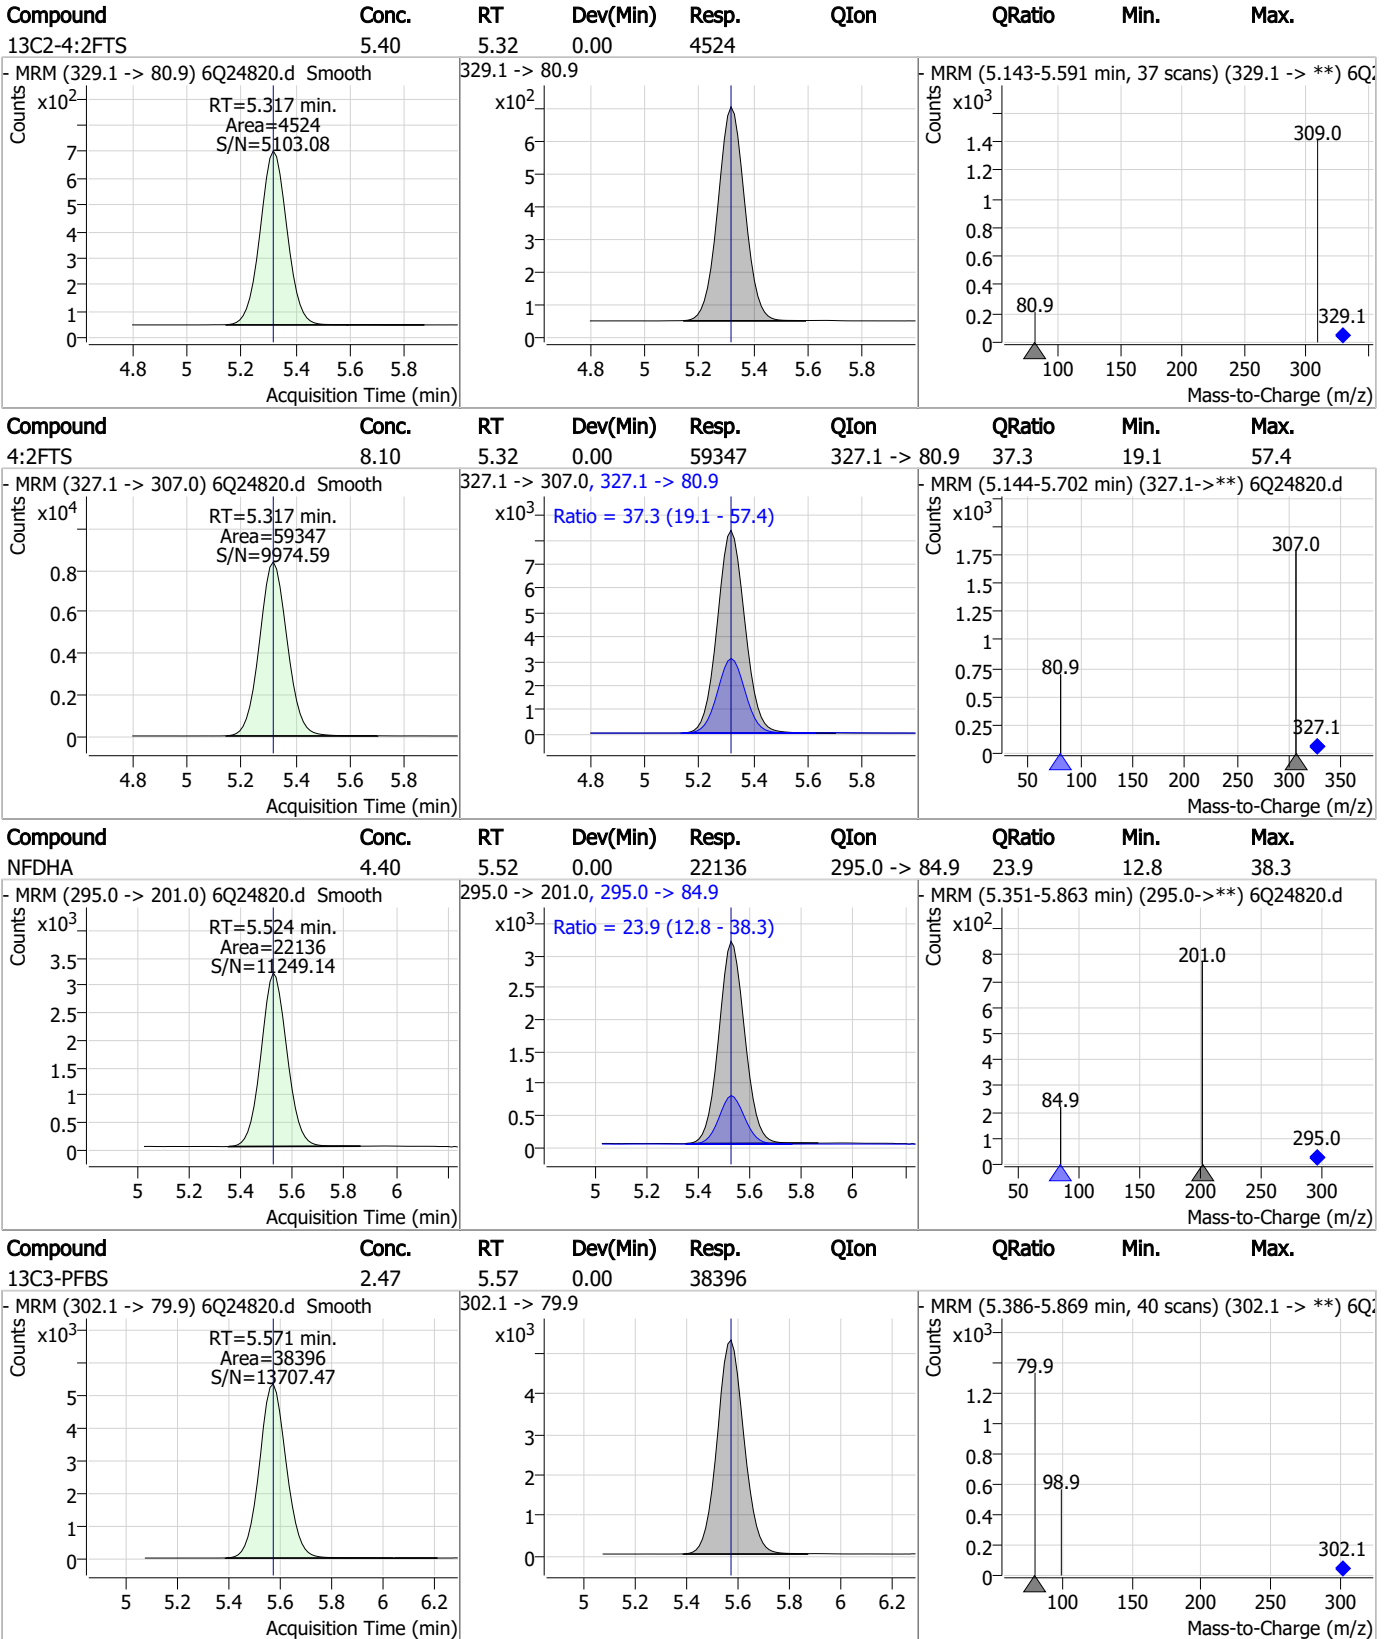 Compound Conc. RT Dev(Min) Resp. QIon QRatio Min. Max.
13C2-4:2FTS 5.40 5.32 0.00 4524
- MRM (329.1 -> 80.9) 6Q24820.d Smooth
329.1 -> 80.9
- MRM (5.143-5.591 min, 37 scans) (329.1 -> **) 6Q2
Counts
x10²
RT=5.317 min.
Area=4524
S/N=5103.08
7
6
5
4
3
2
1
0
4.8 5 5.2 5.4 5.6 5.8
Acquisition Time (min)
x10²
6
5
4
3
2
1
0
4.8 5 5.2 5.4 5.6 5.8
Counts
x10³
1.4
1.2
1
0.8
0.6
0.4
0.2
0
309.0
80.9
329.1
100 150 200 250 300
Mass-to-Charge (m/z)
Compound Conc. RT Dev(Min) Resp. QIon QRatio Min. Max.
4:2FTS 8.10 5.32 0.00 59347 327.1 -> 80.9 37.3 19.1 57.4
- MRM (327.1 -> 307.0) 6Q24820.d Smooth
327.1 -> 307.0, 327.1 -> 80.9
- MRM (5.144-5.702 min) (327.1->**) 6Q24820.d
Counts
x10⁴
RT=5.317 min.
Area=59347
S/N=9974.59
0.8
0.6
0.4
0.2
0
4.8 5 5.2 5.4 5.6 5.8
Acquisition Time (min)
x10³
Ratio = 37.3 (19.1 - 57.4)
7
6
5
4
3
2
1
0
4.8 5 5.2 5.4 5.6 5.8
Counts
x10³
1.75
1.5
1.25
1
0.75
0.5
0.25
0
307.0
80.9
327.1
50 100 150 200 250 300 350
Mass-to-Charge (m/z)
Compound Conc. RT Dev(Min) Resp. QIon QRatio Min. Max.
NFDHA 4.40 5.52 0.00 22136 295.0 -> 84.9 23.9 12.8 38.3
- MRM (295.0 -> 201.0) 6Q24820.d Smooth
295.0 -> 201.0, 295.0 -> 84.9
- MRM (5.351-5.863 min) (295.0->**) 6Q24820.d
Counts
x10³
RT=5.524 min.
Area=22136
S/N=11249.14
3.5
3
2.5
2
1.5
1
0.5
0
5 5.2 5.4 5.6 5.8 6
Acquisition Time (min)
x10³
Ratio = 23.9 (12.8 - 38.3)
3
2.5
2
1.5
1
0.5
0
5 5.2 5.4 5.6 5.8 6
Counts
x10²
8
7
6
5
4
3
2
1
0
201.0
84.9
295.0
50 100 150 200 250 300
Mass-to-Charge (m/z)
Compound Conc. RT Dev(Min) Resp. QIon QRatio Min. Max.
13C3-PFBS 2.47 5.57 0.00 38396
- MRM (302.1 -> 79.9) 6Q24820.d Smooth
302.1 -> 79.9
- MRM (5.386-5.869 min, 40 scans) (302.1 -> **) 6Q2
Counts
x10³
RT=5.571 min.
Area=38396
S/N=13707.47
5
4
3
2
1
0
5 5.2 5.4 5.6 5.8 6 6.2
Acquisition Time (min)
x10³
4
3
2
1
0
5 5.2 5.4 5.6 5.8 6 6.2
Counts
x10³
1.2
1
0.8
0.6
0.4
0.2
0
79.9
98.9
302.1
100 150 200 250 300
Mass-to-Charge (m/z)